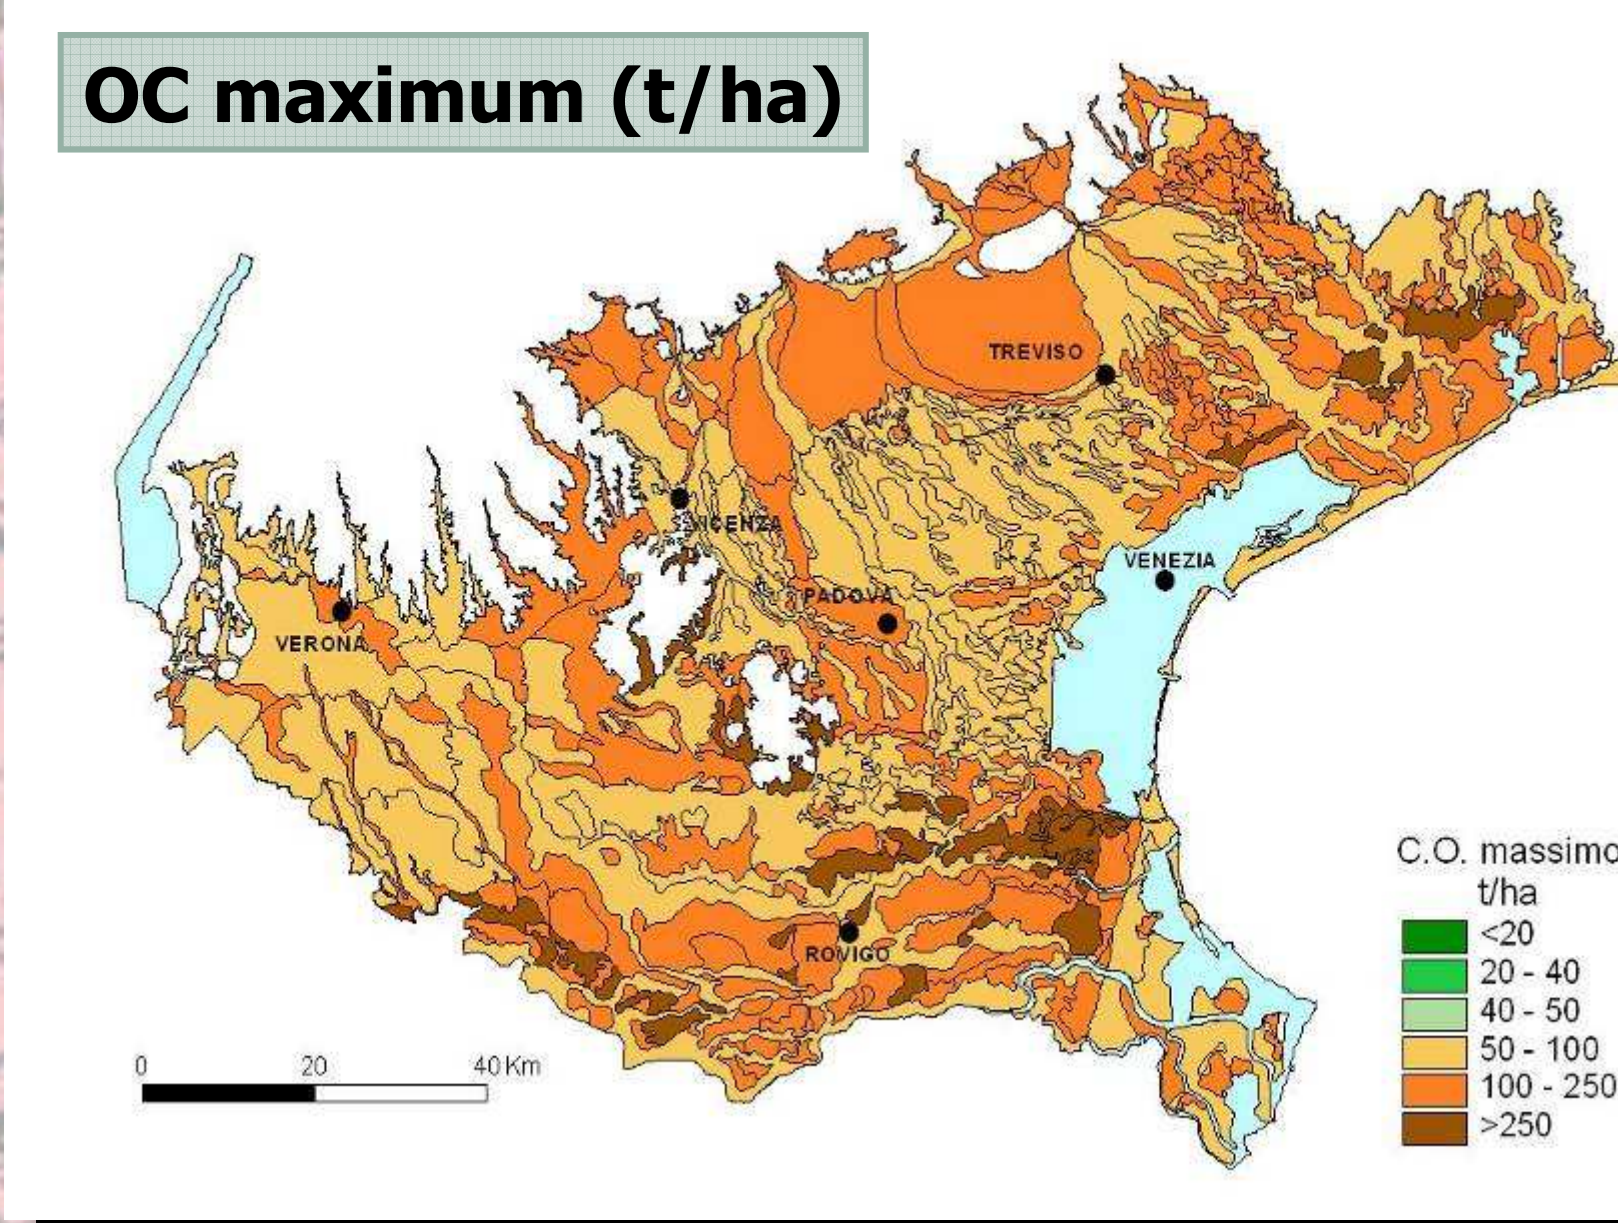 OC maximum (t/ha)
TREVISO
VICENZA
VENEZIA
PADOVA
VERONA
ROVIGO
C.O. massimo
t/ha
<20
20 - 40
40 - 50
50 - 100
100 - 250
>250
0 20 40 Km